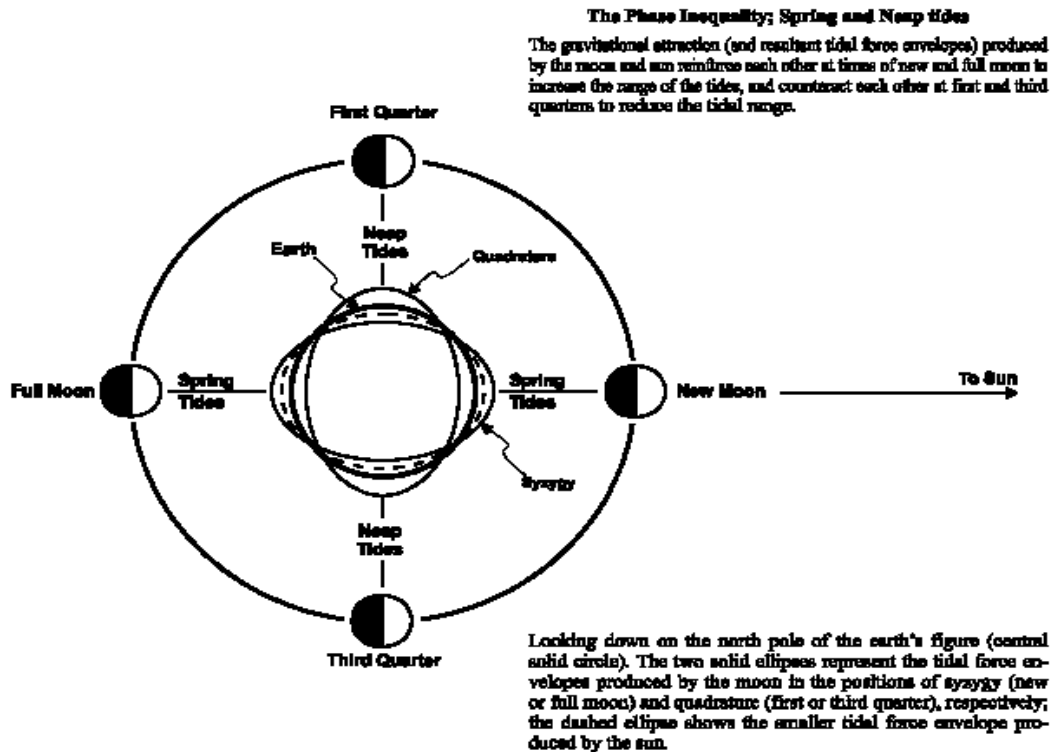 The Phase Inequality; Spring and Neap tides
The gravitational attraction (and resultant tidal force envelopes) produced
by the moon and sun reinforce each other at times of new and full moon to
increase the range of the tides, and counteract each other at first and third
quarters to reduce the tidal range.
First Quarter
Neap
Tides
Earth
Quadrature
Full Moon
Spring
Tides
Spring
Tides
New Moon
To Sun
Syzygy
Neap
Tides
Third Quarter
Looking down on the north pole of the earth's figure (central
solid circle). The two solid ellipses represent the tidal force en-
velopes produced by the moon in the positions of syzygy (new
or full moon) and quadrature (first or third quarter), respectively;
the dashed ellipse shows the smaller tidal force envelope pro-
duced by the sun.